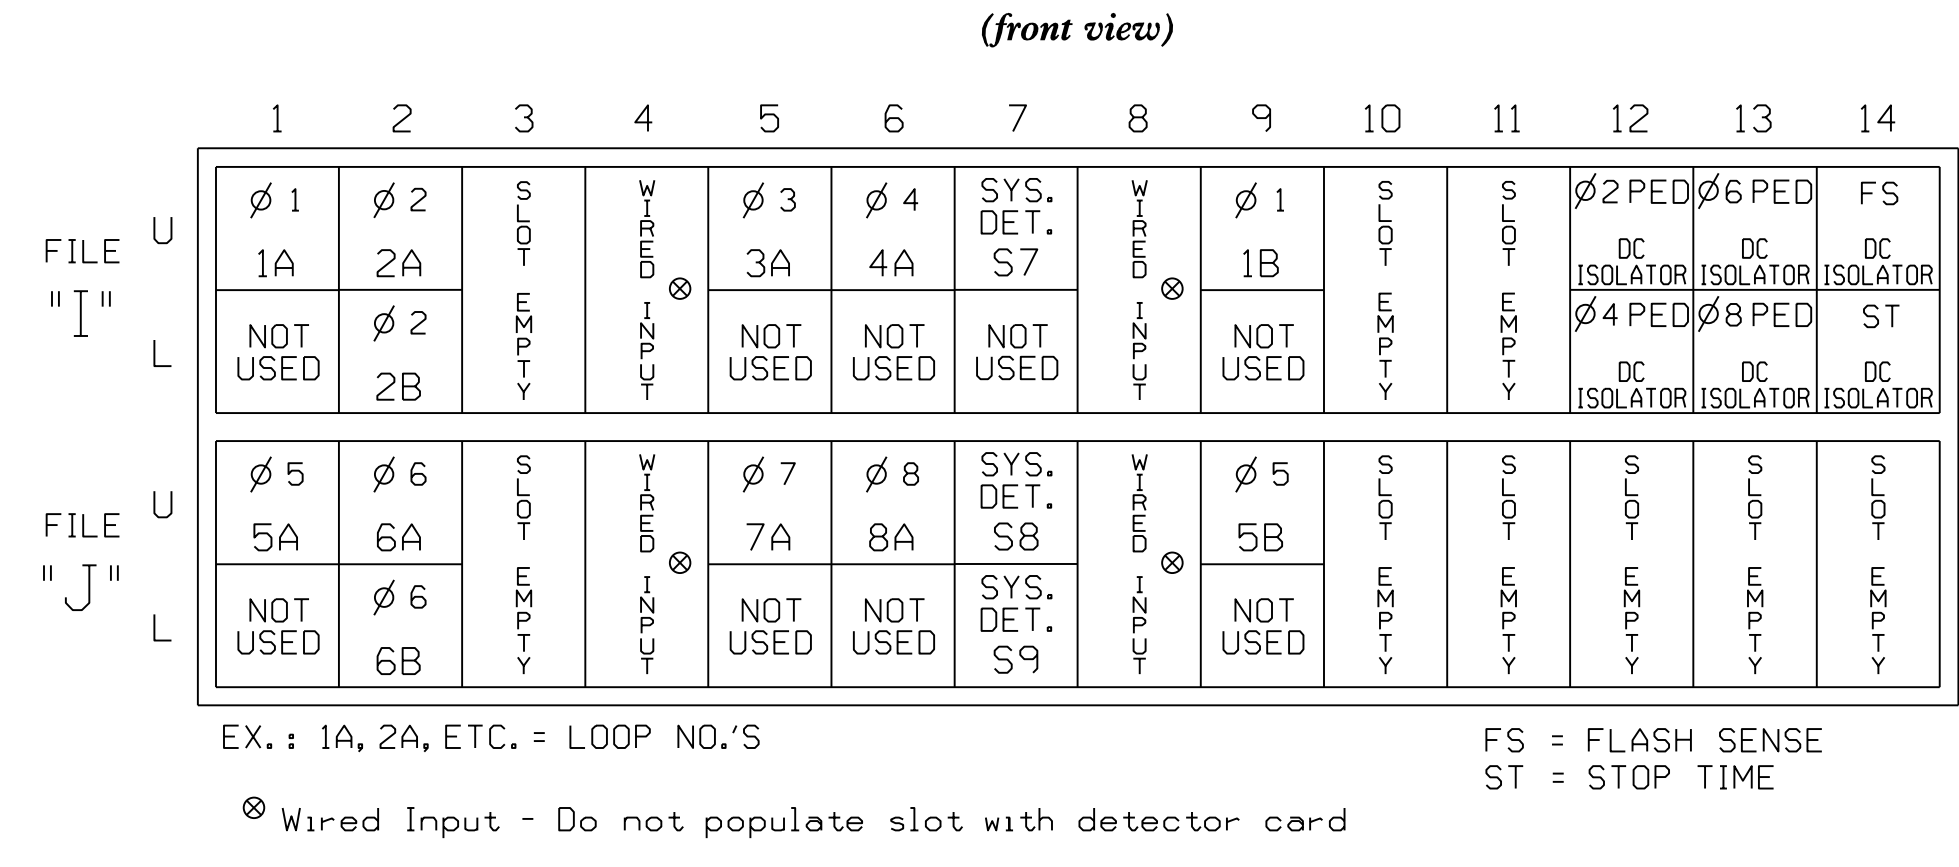 (front view)
1 2 3 4 5 6 7 8 9 10 11 12 13 14
FILE "I"
U
L
Ø 1
1A
NOT USED
Ø 2
2A
Ø 2
2B
SLOT EMPTY
WIRED INPUT
⊗
Ø 3
3A
NOT USED
Ø 4
4A
NOT USED
SYS. DET. S7
NOT USED
WIRED INPUT
⊗
Ø 1
1B
NOT USED
SLOT EMPTY
SLOT EMPTY
Ø2 PED
DC ISOLATOR
Ø4 PED
DC ISOLATOR
Ø6 PED
DC ISOLATOR
Ø8 PED
DC ISOLATOR
FS
DC ISOLATOR
ST
DC ISOLATOR
FILE "J"
U
L
Ø 5
5A
NOT USED
Ø 6
6A
Ø 6
6B
SLOT EMPTY
WIRED INPUT
⊗
Ø 7
7A
NOT USED
Ø 8
8A
NOT USED
SYS. DET. S8
SYS. DET. S9
WIRED INPUT
⊗
Ø 5
5B
NOT USED
SLOT EMPTY
SLOT EMPTY
SLOT EMPTY
SLOT EMPTY
SLOT EMPTY
EX.: 1A, 2A, ETC. = LOOP NO.'S
FS = FLASH SENSE
ST = STOP TIME
⊗ Wired Input - Do not populate slot with detector card